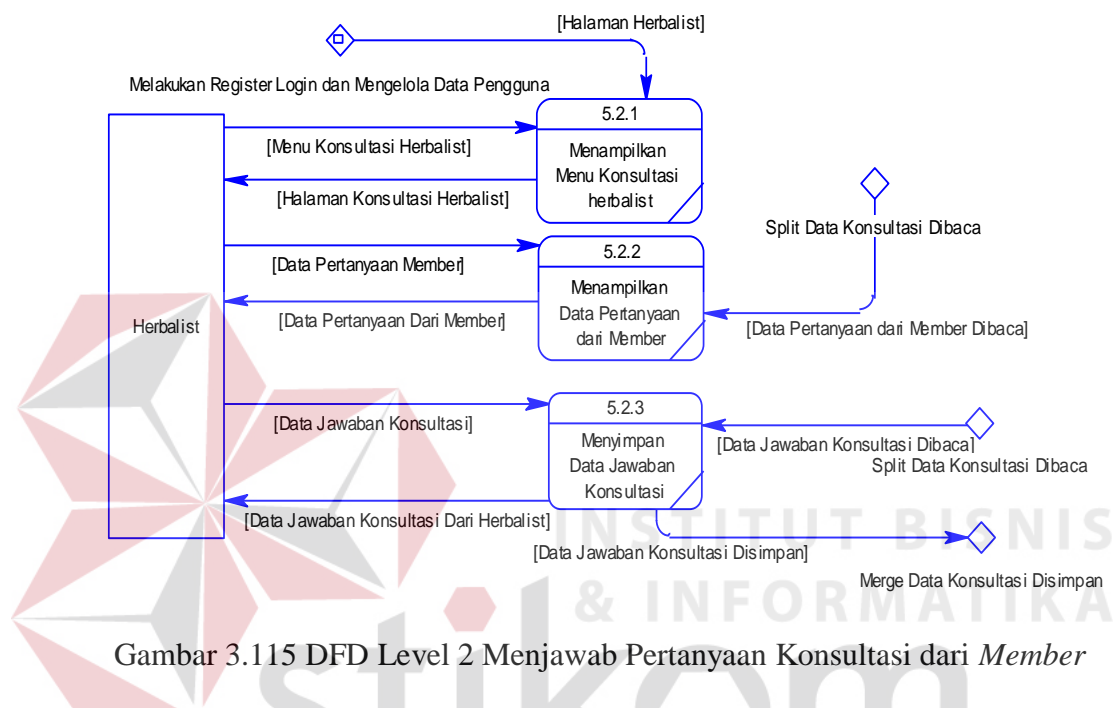 [Halaman Herbalist]
Melakukan Register Login dan Mengelola Data Pengguna
5.2.1
[Menu Konsultasi Herbalist]
Menampilkan
Menu Konsultasi
herbalist
[Halaman Konsultasi Herbalist]
Split Data Konsultasi Dibaca
5.2.2
[Data Pertanyaan Member]
Menampilkan
Data Pertanyaan
dari Member
Herbalist
[Data Pertanyaan Dari Member]
[Data Pertanyaan dari Member Dibaca]
5.2.3
[Data Jawaban Konsultasi]
Menyimpan
Data Jawaban
Konsultasi
[Data Jawaban Konsultasi Dibaca]
Split Data Konsultasi Dibaca
[Data Jawaban Konsultasi Dari Herbalist]
INSTITUT BISNIS
[Data Jawaban Konsultasi Disimpan]
Merge Data Konsultasi Disimpan
& INFORMATIKA
Gambar 3.115 DFD Level 2 Menjawab Pertanyaan Konsultasi dari Member
stikom